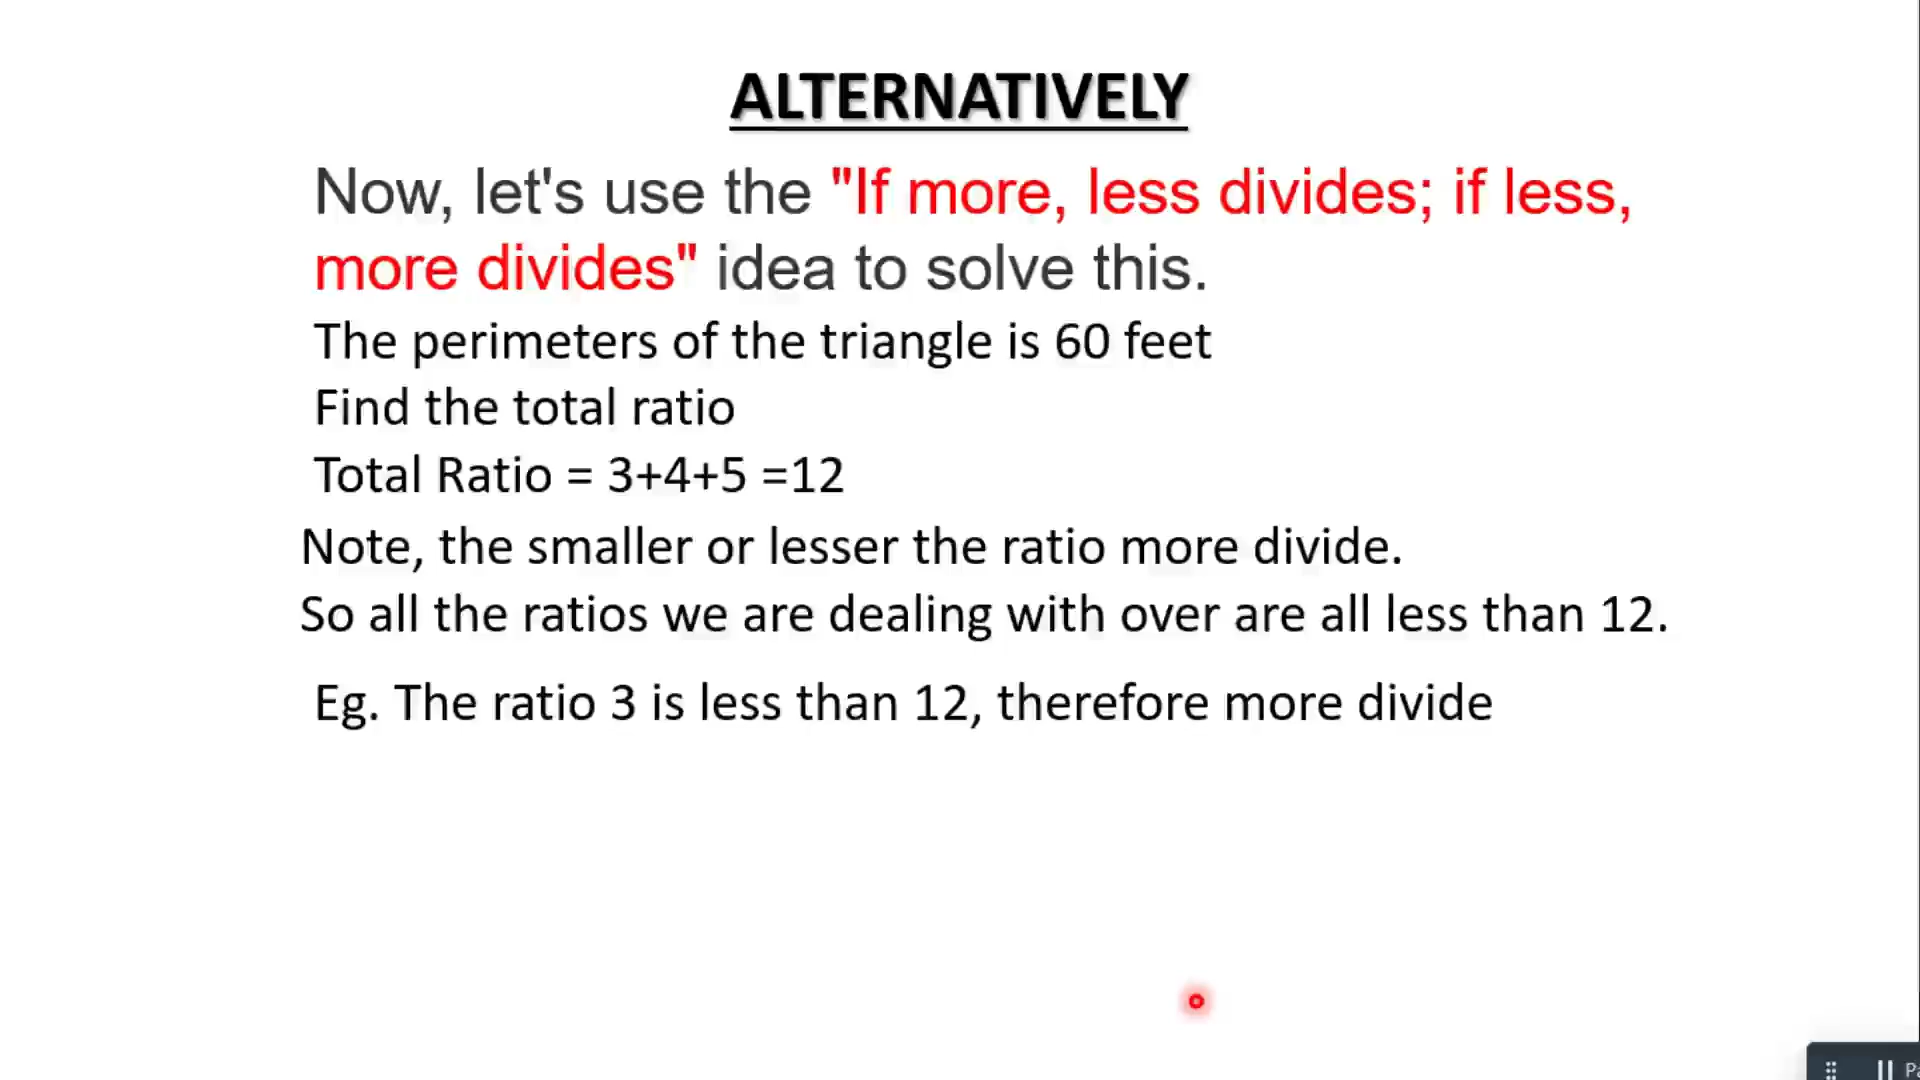 ALTERNATIVELY
Now, let's use the "If more, less divides; if less,
more divides" idea to solve this.
The perimeters of the triangle is 60 feet
Find the total ratio
Total Ratio = 3+4+5 =12
Note, the smaller or lesser the ratio more divide.
So all the ratios we are dealing with over are all less than 12.
Eg. The ratio 3 is less than 12, therefore more divide